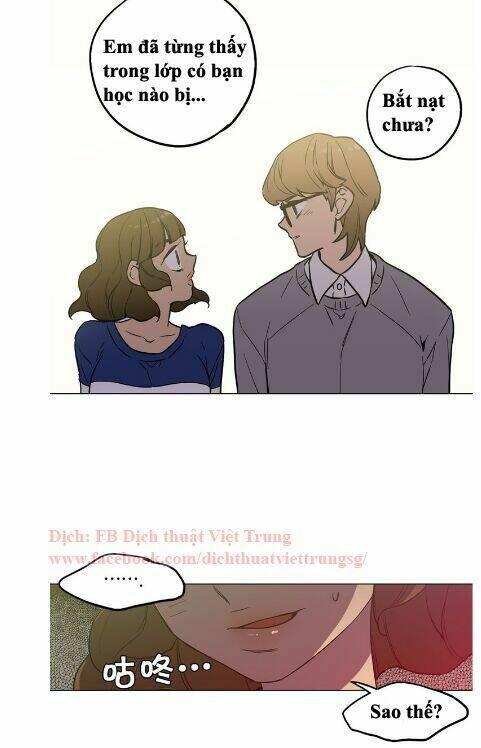 Em đã từng thấy
trong lớp có bạn
học nào bị...
Bắt nạt
chưa?
Dịch: FB Dịch thuật Việt Trung
www.facebook.com/dichthuatviettrungsg/
.......
咕咚...
Sao thế?